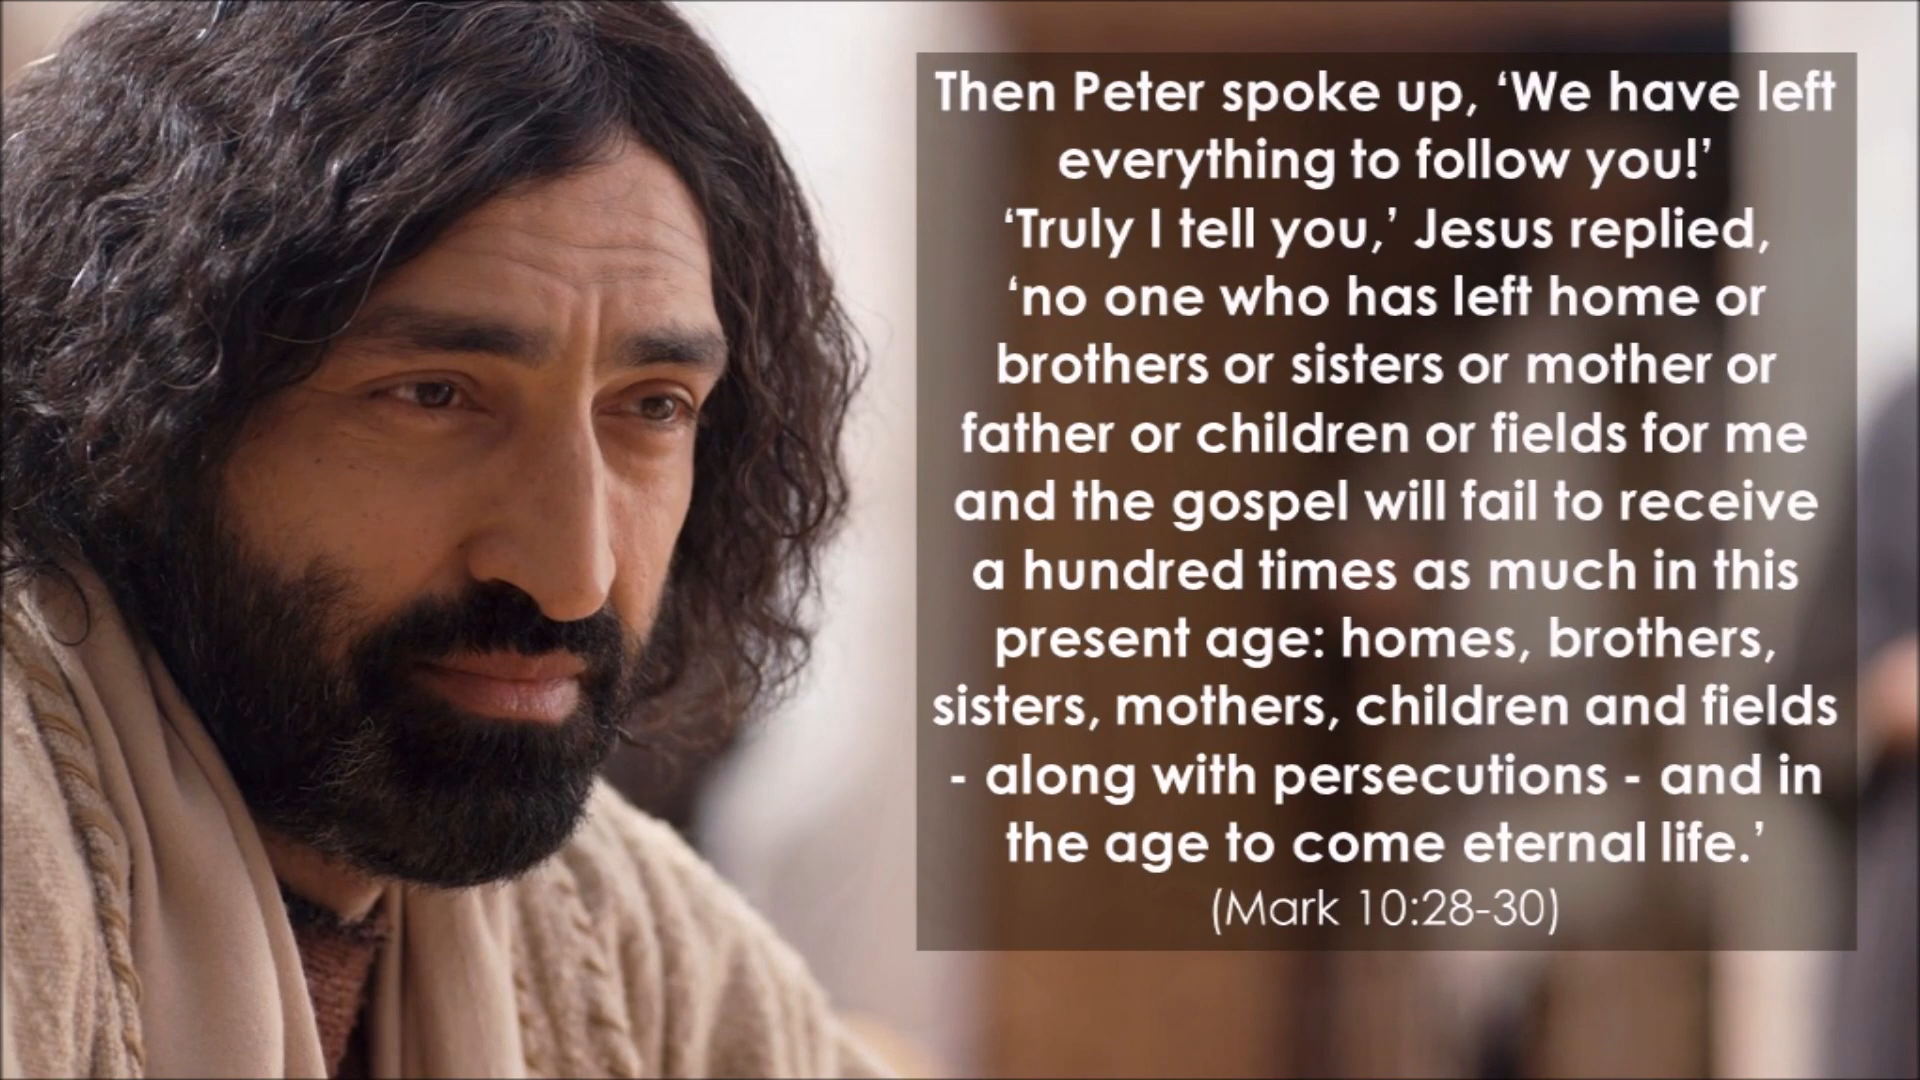 Then Peter spoke up, ‘We have left
everything to follow you!’
‘Truly I tell you,’ Jesus replied,
‘no one who has left home or
brothers or sisters or mother or
father or children or fields for me
and the gospel will fail to receive
a hundred times as much in this
present age: homes, brothers,
sisters, mothers, children and fields
- along with persecutions - and in
the age to come eternal life.’
(Mark 10:28-30)